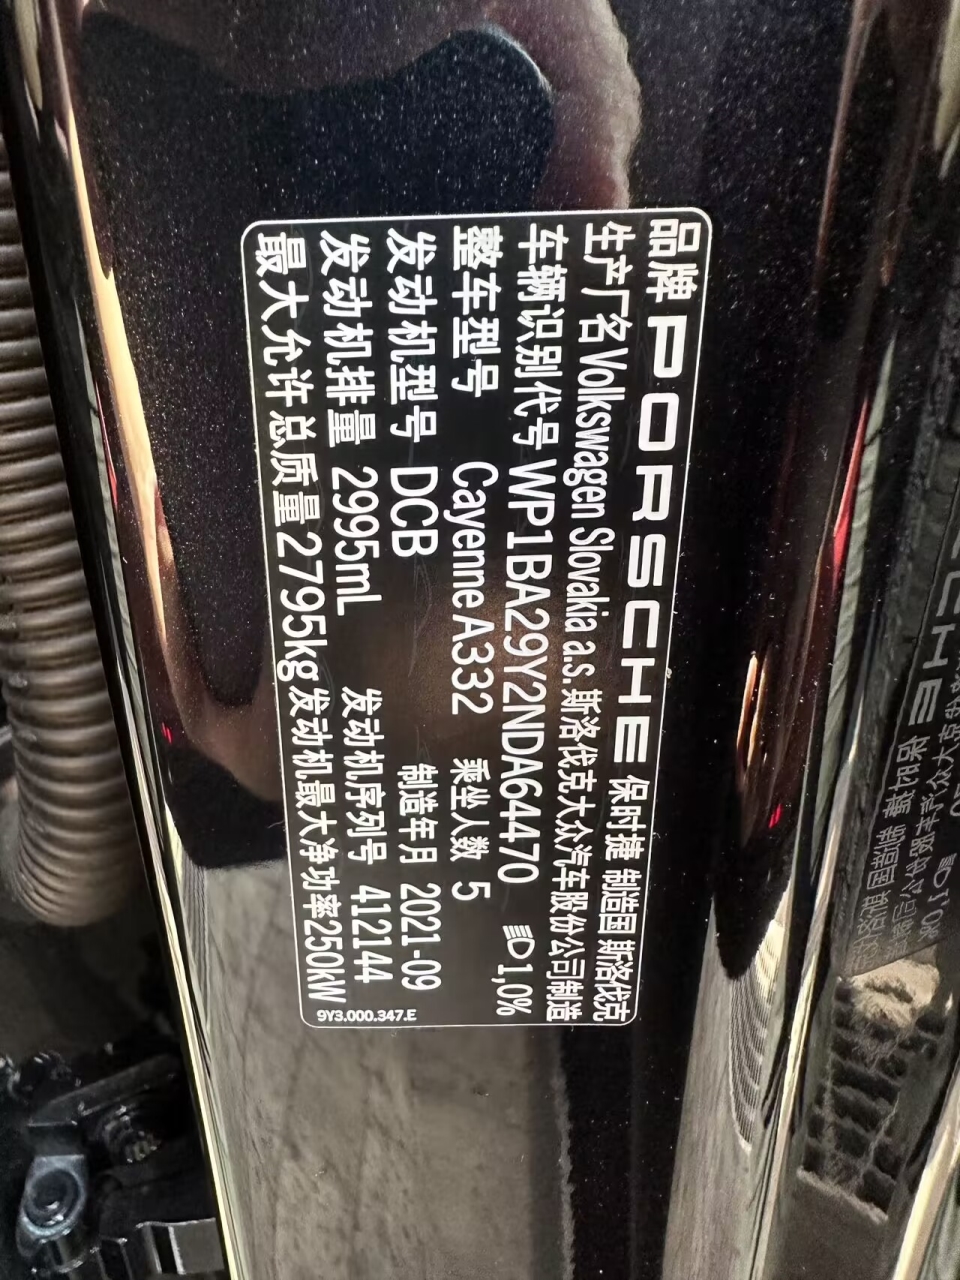 品牌 PORSCHE 保时捷 制造国 斯洛伐克
生产厂名 Volkswagen Slovakia a.s. 斯洛伐克大众汽车股份公司制造
车辆识别代号 WP1BA29Y2NDA64470 1,0%
整车型号 Cayenne A332 乘坐人数 5
发动机型号 DCB 制造年月 2021-09
发动机排量 2995mL 发动机序列号 412144
最大允许总质量 2795kg 发动机最大净功率 250kW
9Y3.000.347.E